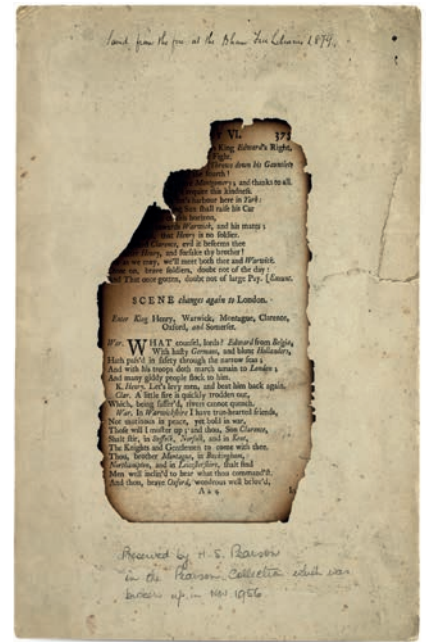 from the fire at the Bham Free Library 1879.
VI. 373
King Edward's Right,
Fight.
Throws down his Gauntlet.
fourth!
Montgomery; and thanks to all.
requite this kindness.
harbour here in York:
Sun shall raise his Car
horizon,
towards Warwick, and his mates;
that Henry is no soldier.
Clarence, evil it beseems thee
Henry, and forsake thy brother!
we may, we'll meet both thee and Warwick.
on, brave soldiers, doubt not of the day:
And That once gotten, doubt not of large Pay. [Exeunt.
SCENE changes again to London.
Enter King Henry, Warwick, Montague, Clarence,
Oxford, and Somerset.
War. WHAT counsel, lords? Edward from Belgia,
With hasty Germans, and blunt Hollanders,
Hath pass'd in safety through the narrow seas;
And with his troops doth march amain to London;
And many giddy people flock to him.
K. Henry. Let's levy men, and beat him back again.
Clar. A little fire is quickly trodden out,
Which, being suffer'd, rivers cannot quench.
War. In Warwickshire I have true-hearted friends,
Not mutinous in peace, yet bold in war,
Those will I muster up; and thou, Son Clarence,
Shalt stir, in Suffolk, Norfolk, and in Kent,
The Knights and Gentlemen to come with thee.
Thou, brother Montague, in Buckingham,
Northampton, and in Leicestershire, shalt find
Men well inclin'd to hear what thou command'st.
And thou, brave Oxford, wondrous well belov'd,
Preserved by H. S. Pearson
in the Pearson Collection which was
broken up in Nov 1956